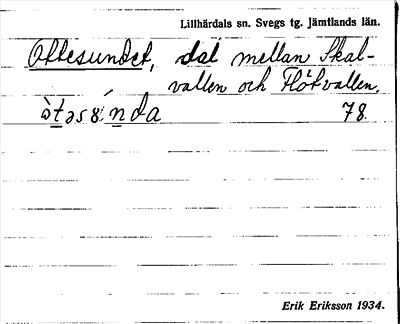 Lillhärdals sn. Svegs tg. Jämtlands län.
Ottesundet, dal mellan Skal-
vallen och Flötvallen.
78.
Erik Eriksson 1934.